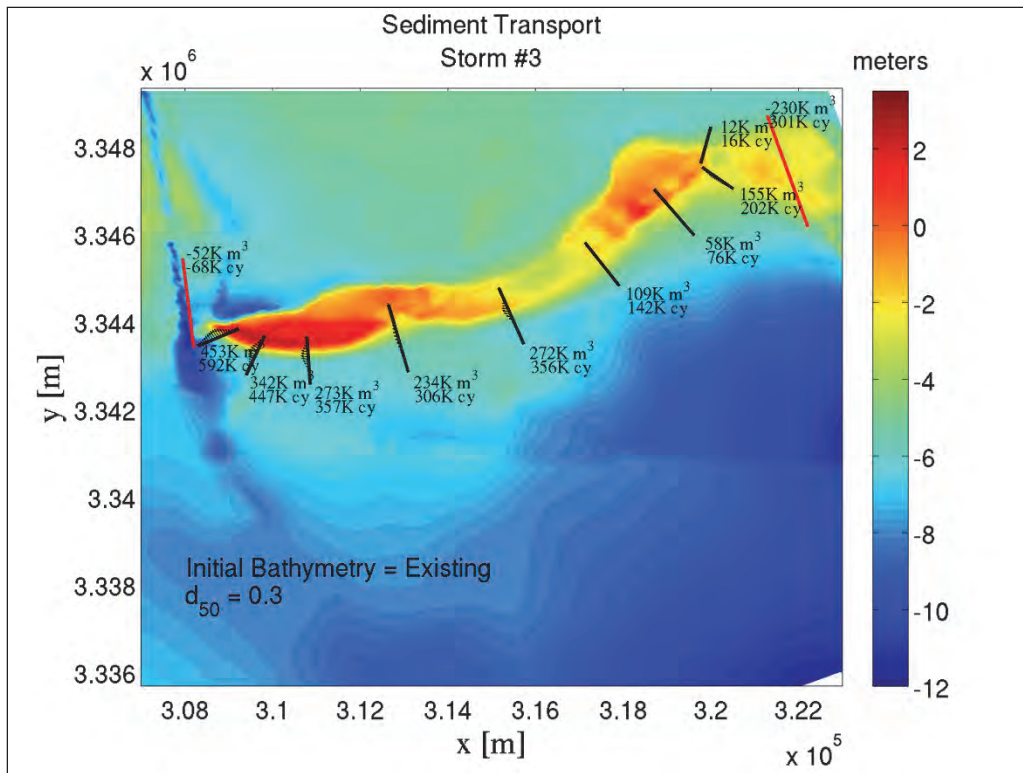 Sediment Transport
Storm #3
x 10^6
meters
3.348
3.346
3.344
3.342
3.34
3.338
3.336
y [m]
-52K m^3
-68K cy
453K m^3
592K cy
342K m^3
447K cy
273K m^3
357K cy
234K m^3
306K cy
272K m^3
356K cy
109K m^3
142K cy
58K m^3
76K cy
12K m^3
16K cy
155K m^3
202K cy
-230K m^3
-301K cy
Initial Bathymetry = Existing
d_50 = 0.3
2
0
-2
-4
-6
-8
-10
-12
3.08 3.1 3.12 3.14 3.16 3.18 3.2 3.22
x [m]
x 10^5